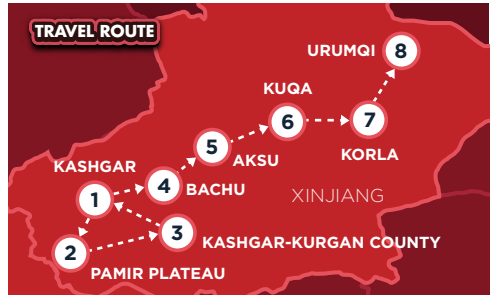 TRAVEL ROUTE
URUMQI
8
KUQA
6
7
KORLA
5
AKSU
KASHGAR
4
BACHU
1
XINJIANG
3
KASHGAR-KURGAN COUNTY
2
PAMIR PLATEAU